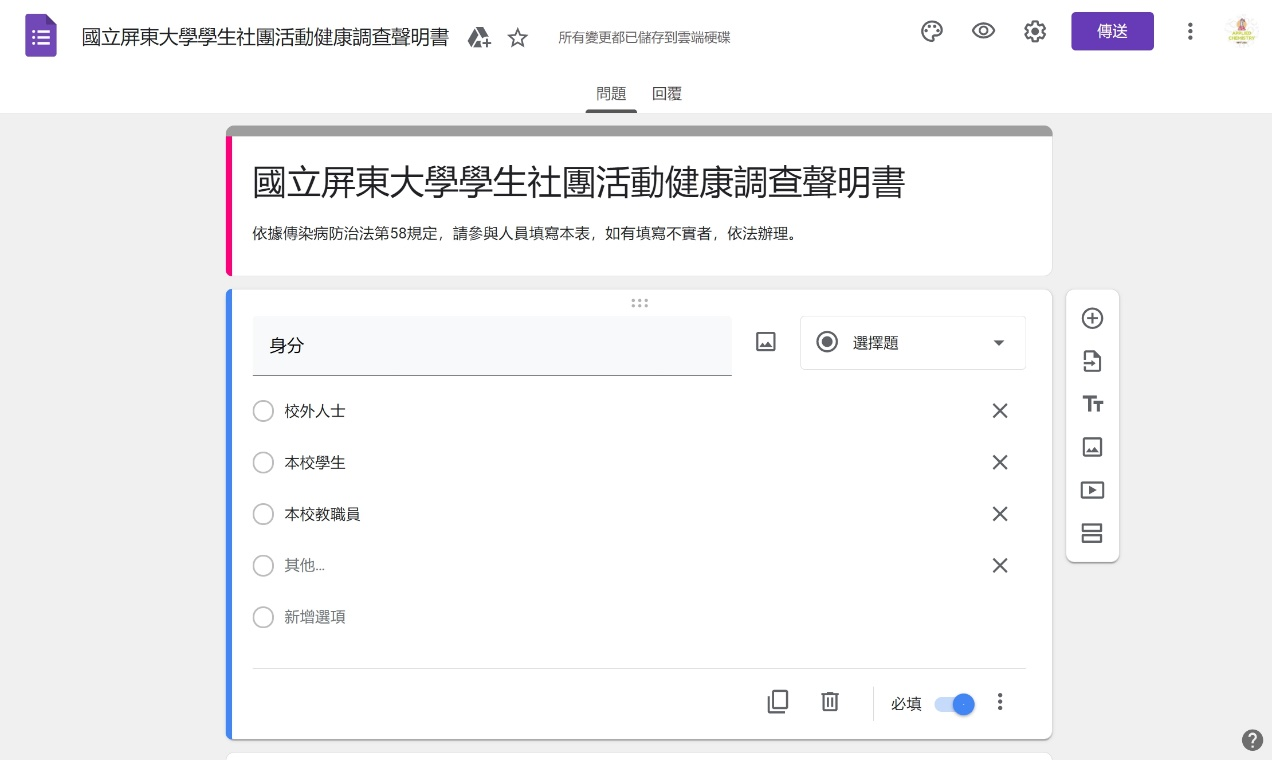 國立屏東大學學生社團活動健康調查聲明書
所有變更都已儲存到雲端硬碟
傳送
問題
回覆
國立屏東大學學生社團活動健康調查聲明書
依據傳染病防治法第58規定，請參與人員填寫本表，如有填寫不實者，依法辦理。
身分
選擇題
校外人士
本校學生
本校教職員
其他...
新增選項
必填